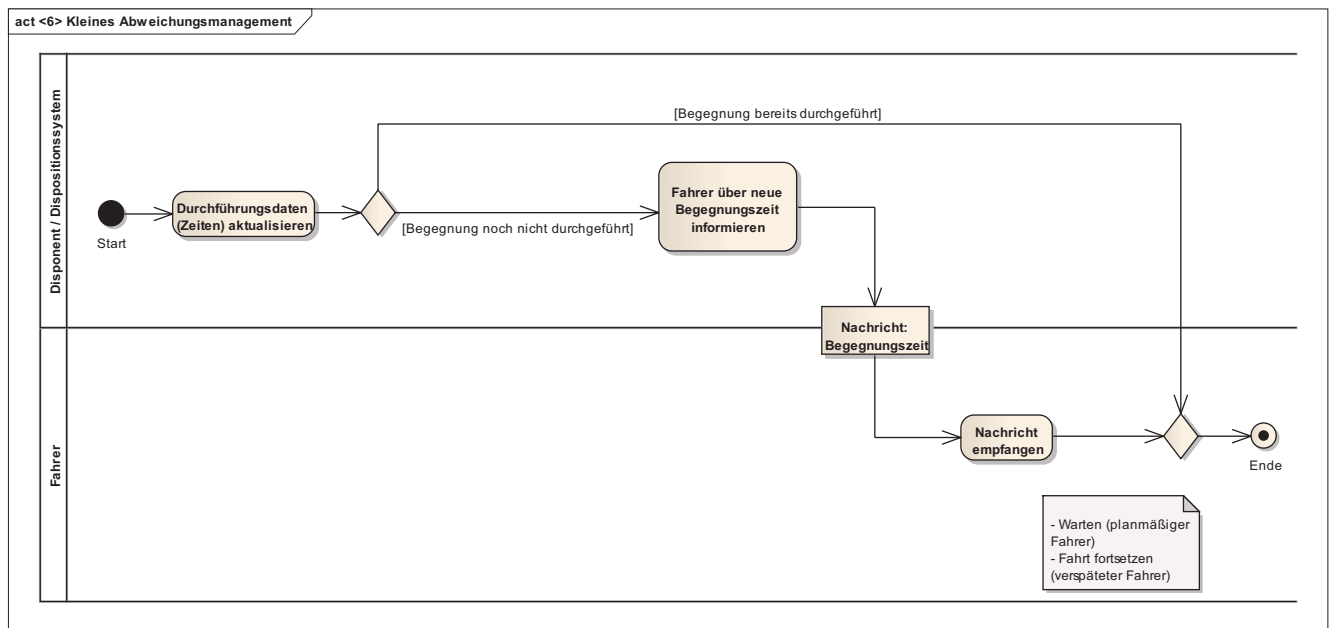 act <6> Kleines Abweichungsmanagement
Disponent / Dispositionssystem
[Begegnung bereits durchgeführt]
Start
Durchführungsdaten
(Zeiten) aktualisieren
[Begegnung noch nicht durchgeführt]
Fahrer über neue
Begegnungszeit
informieren
Nachricht:
Begegnungszeit
Fahrer
Nachricht
empfangen
Ende
- Warten (planmäßiger
Fahrer)
- Fahrt fortsetzen
(verspäteter Fahrer)